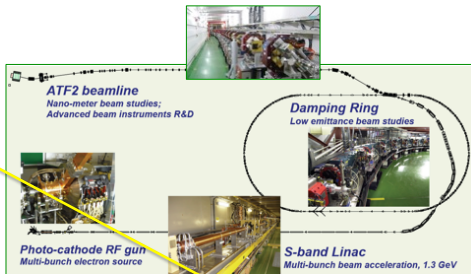 ATF2 beamline
Nano-meter beam studies;
Advanced beam instruments R&D
Damping Ring
Low emittance beam studies
Photo-cathode RF gun
Multi-bunch electron source
S-band Linac
Multi-bunch beam acceleration, 1.3 GeV